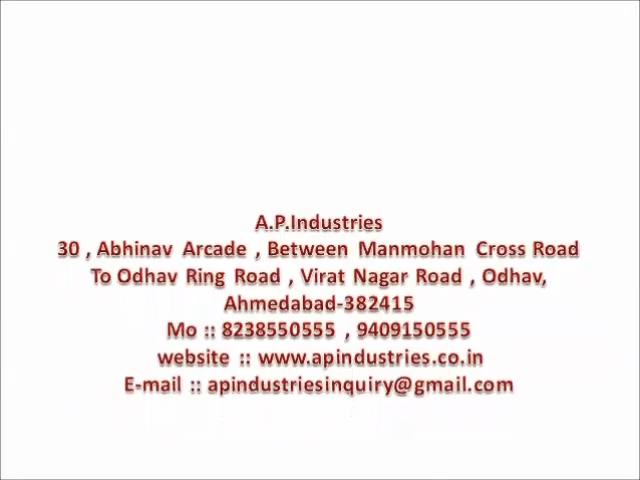 A.P.Industries
30 , Abhinav Arcade , Between Manmohan Cross Road
To Odhav Ring Road , Virat Nagar Road , Odhav,
Ahmedabad-382415
Mo :: 8238550555 , 9409150555
website :: www.apindustries.co.in
E-mail :: apindustriesinquiry@gmail.com